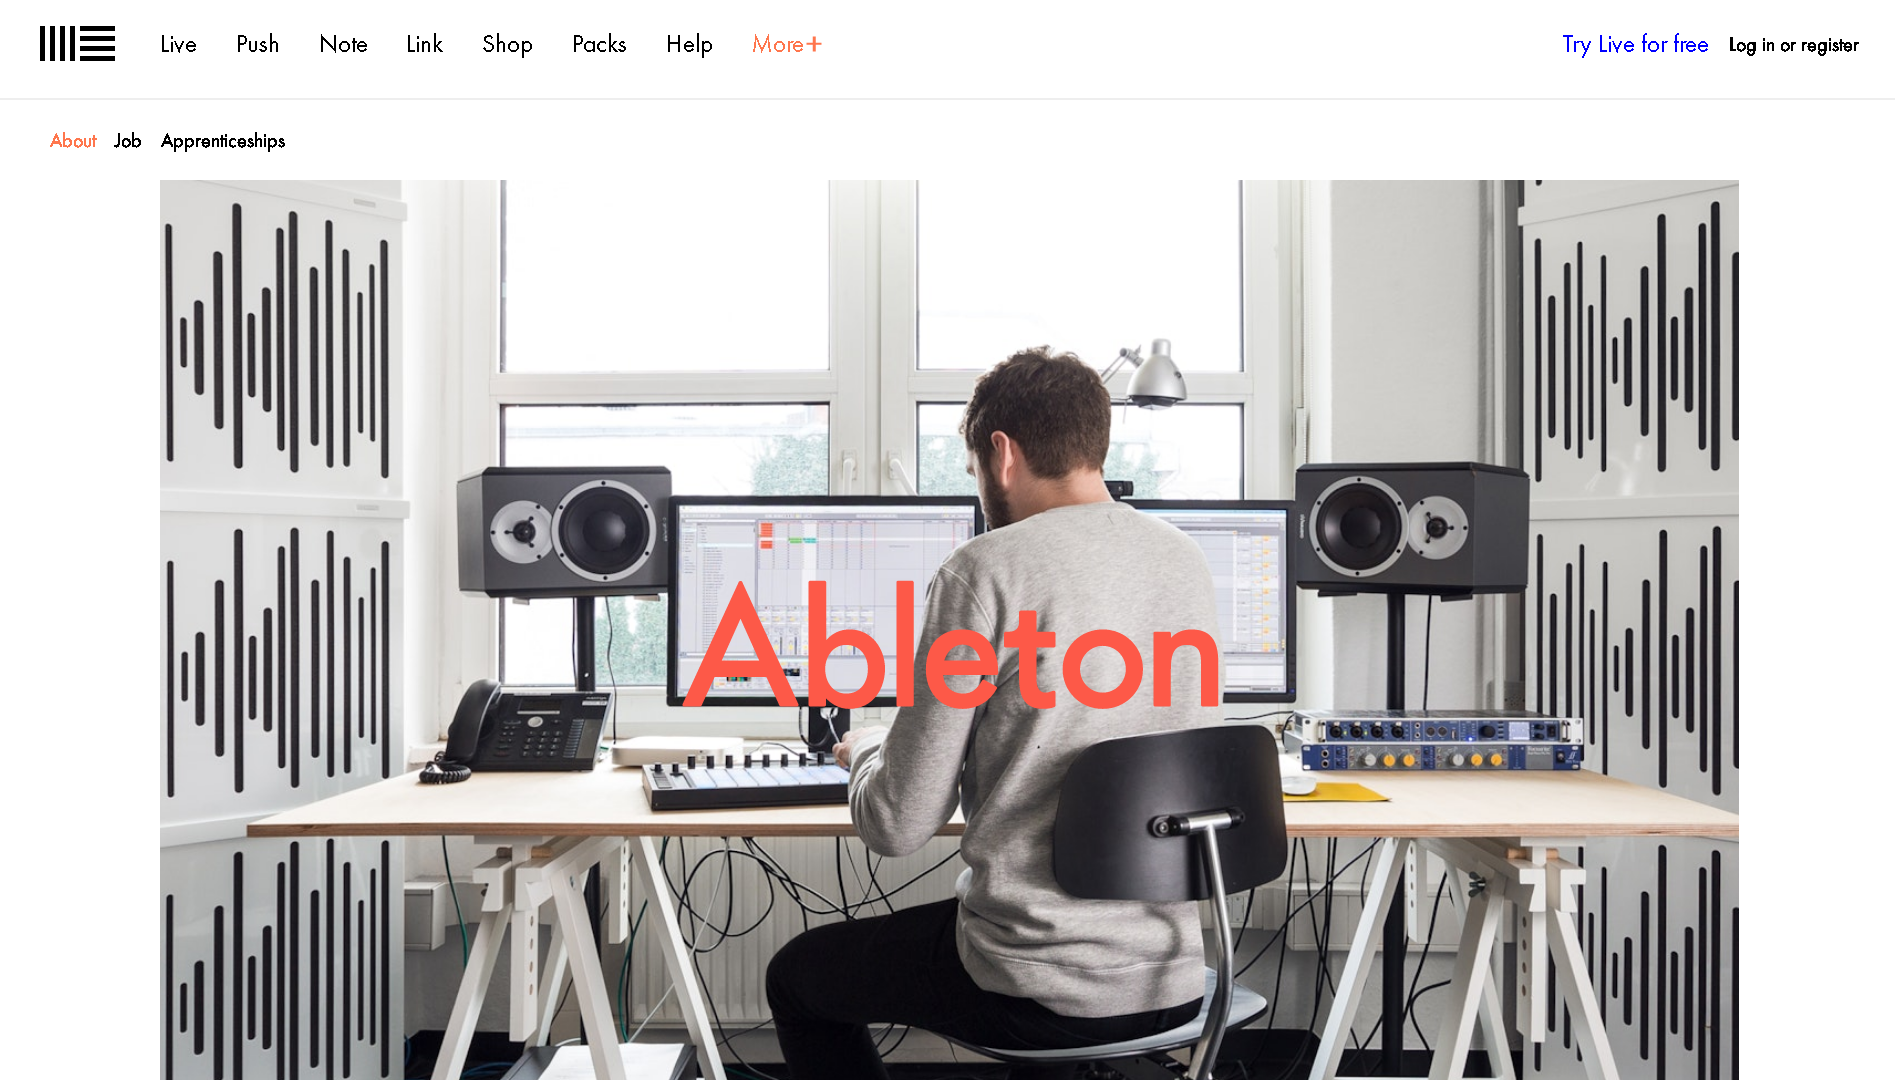 Live Push Note Link Shop Packs Help More+ Try Live for free Log in or register
About Job Apprenticeships
Ableton